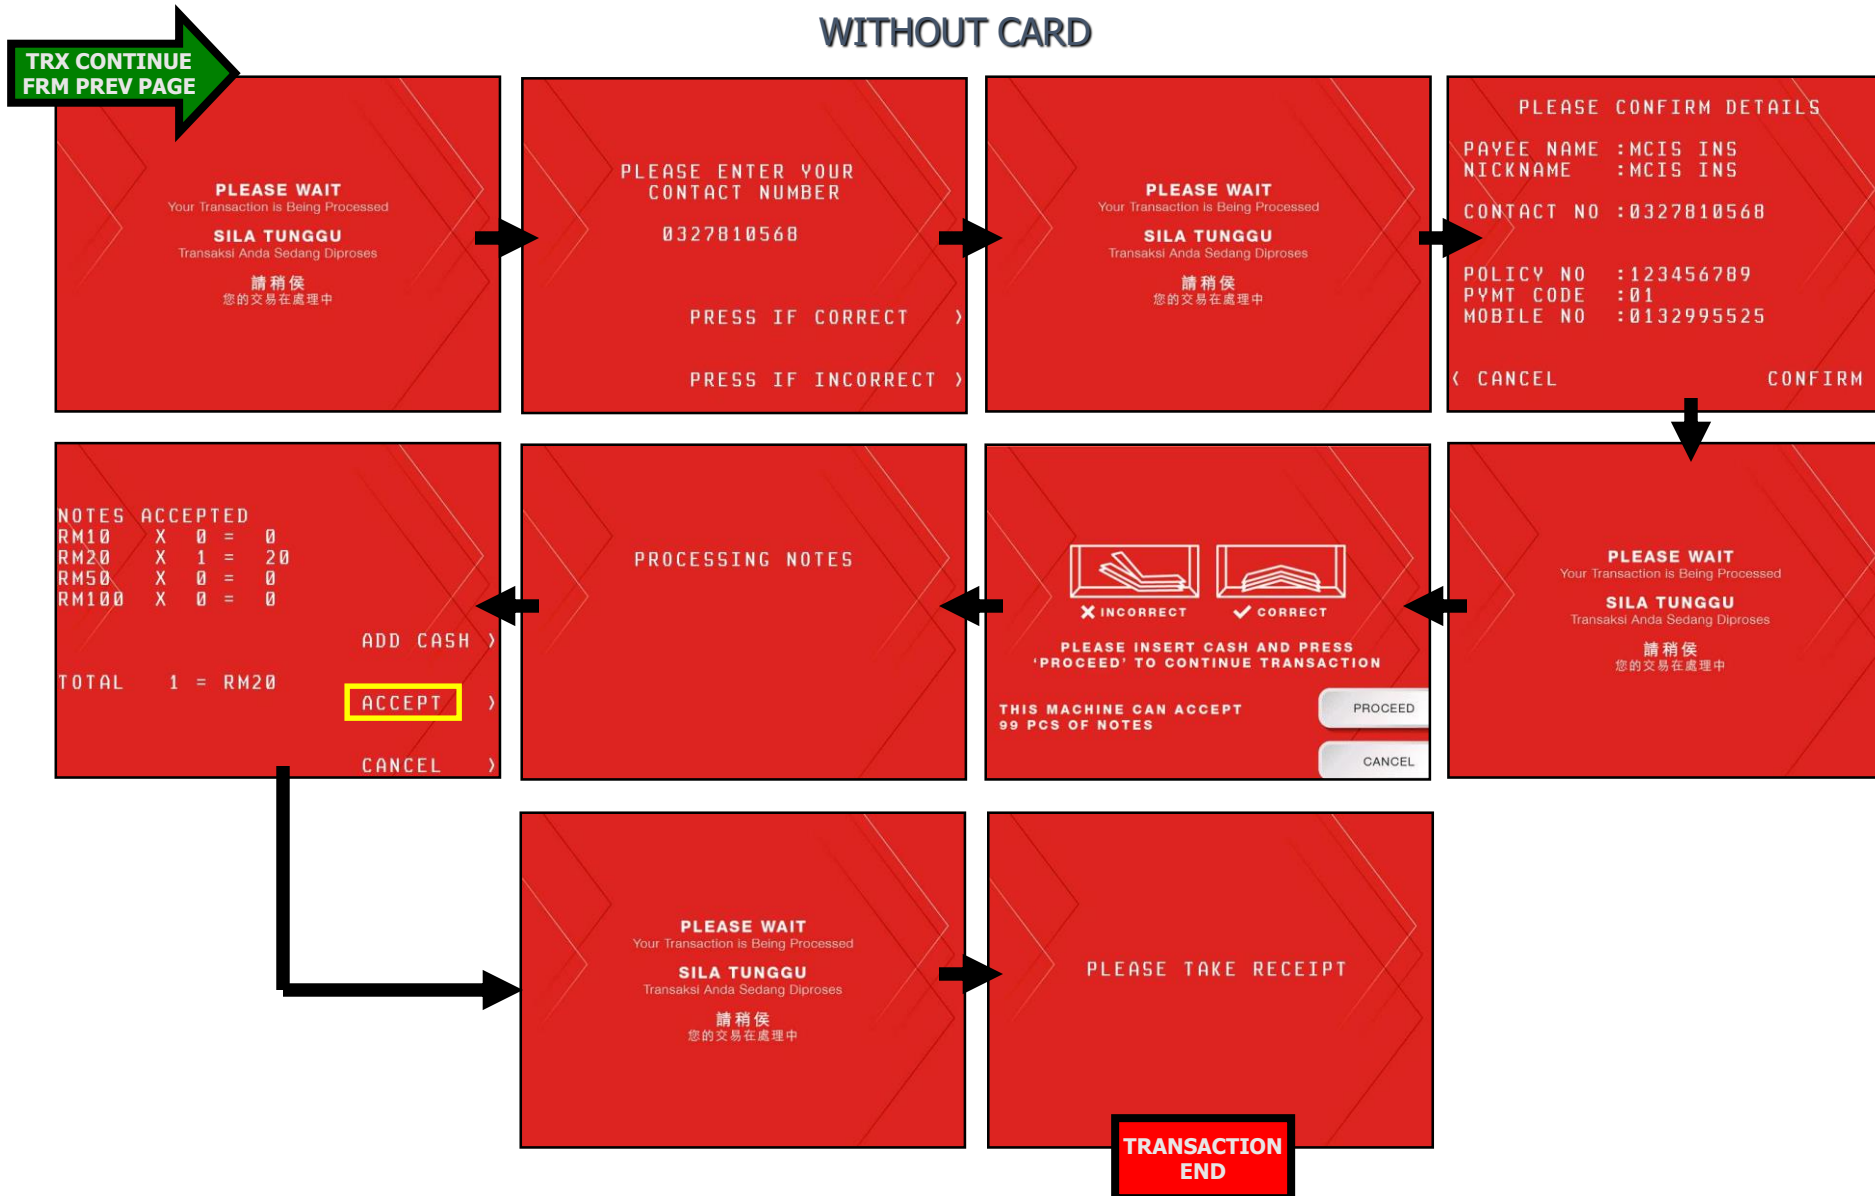 WITHOUT CARD
TRX CONTINUE
FRM PREV PAGE
PLEASE WAIT
Your Transaction is Being Processed
SILA TUNGGU
Transaksi Anda Sedang Diproses
請稍侯
您的交易在處理中
PLEASE ENTER YOUR
CONTACT NUMBER
0327810568
PRESS IF CORRECT >
PRESS IF INCORRECT >
PLEASE WAIT
Your Transaction is Being Processed
SILA TUNGGU
Transaksi Anda Sedang Diproses
請稍侯
您的交易在處理中
PLEASE CONFIRM DETAILS
PAYEE NAME :MCIS INS
NICKNAME :MCIS INS
CONTACT NO :0327810568
POLICY NO :123456789
PYMT CODE :01
MOBILE NO :0132995525
< CANCEL CONFIRM
PLEASE WAIT
Your Transaction is Being Processed
SILA TUNGGU
Transaksi Anda Sedang Diproses
請稍侯
您的交易在處理中
X INCORRECT ✓ CORRECT
PLEASE INSERT CASH AND PRESS
'PROCEED' TO CONTINUE TRANSACTION
THIS MACHINE CAN ACCEPT
99 PCS OF NOTES
PROCEED
CANCEL
PROCESSING NOTES
NOTES ACCEPTED
RM10 X 0 = 0
RM20 X 1 = 20
RM50 X 0 = 0
RM100 X 0 = 0
ADD CASH >
TOTAL 1 = RM20
ACCEPT >
CANCEL >
PLEASE WAIT
Your Transaction is Being Processed
SILA TUNGGU
Transaksi Anda Sedang Diproses
請稍侯
您的交易在處理中
PLEASE TAKE RECEIPT
TRANSACTION
END